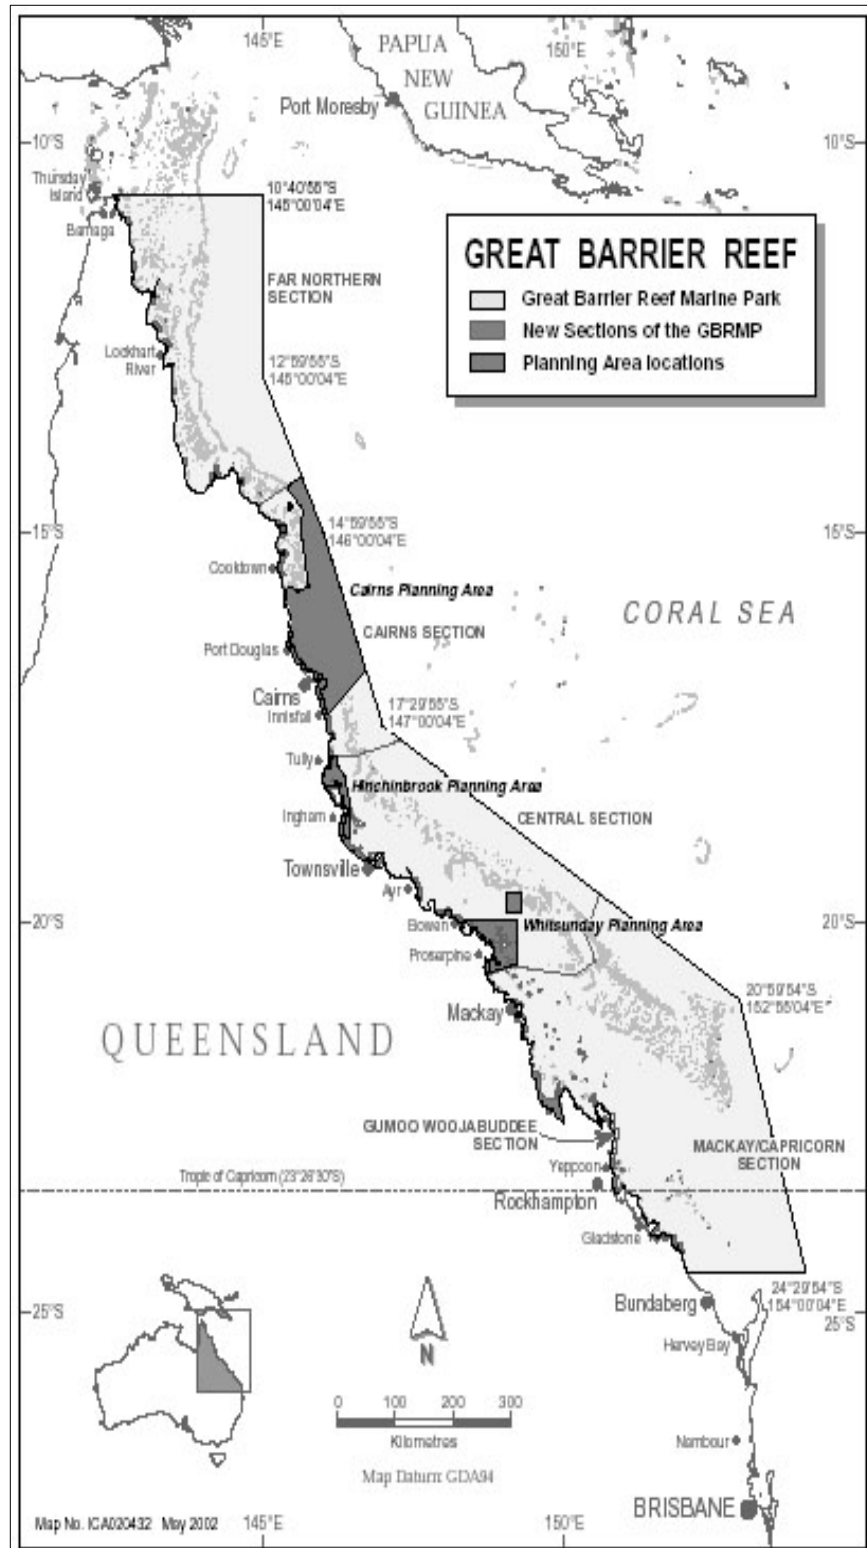 145°E
150°E
PAPUA
NEW
GUINEA
Port Moresby
10°S
10°S
Thursday
Island
Bamaga
10°40'55"S
145°00'04"E
GREAT BARRIER REEF
Great Barrier Reef Marine Park
New Sections of the GBRMP
Planning Area locations
FAR NORTHERN
SECTION
Lockhart
River
12°59'55"S
145°00'04"E
15°S
14°59'55"S
146°00'04"E
15°S
Cooktown
Cairns Planning Area
CORAL SEA
CAIRNS SECTION
Port Douglas
Cairns
Innisfail
17°29'55"S
147°00'04"E
Tully
Hinchinbrook Planning Area
Ingham
CENTRAL SECTION
Townsville
Ayr
20°S
Bowen
Whitsunday Planning Area
20°S
Proserpine
20°59'54"S
152°55'04"E
Mackay
QUEENSLAND
GUMOO WOOJABUDDEE
SECTION
MACKAY/CAPRICORN
SECTION
Yeppoon
Tropic of Capricorn (23°26'30"S)
Rockhampton
Gladstone
24°29'54"S
154°00'04"E
25°S
Bundaberg
25°S
Hervey Bay
N
0 100 200 300
Kilometres
Map Datum: GDA94
Nambour
BRISBANE
Map No. ICA020432 May 2002
145°E
150°E